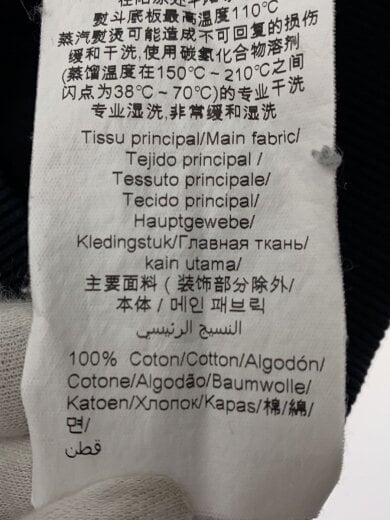 熨斗底板最高温度110℃
蒸汽熨烫可能造成不可回复的损伤
缓和干洗,使用碳氢化合物溶剂
(蒸馏温度在150℃~210℃之间
闪点为38℃~70℃)的专业干洗
专业湿洗,非常缓和湿洗
Tissu principal/Main fabric/
Tejido principal /
Tessuto principale/
Tecido principal/
Hauptgewebe/
Kledingstuk/Главная ткань/
kain utama/
主要面料 ( 装饰部分除外/
本体 / 메인 패브릭
النسيج الرئيسي
100% Coton/Cotton/Algodón/
Cotone/Algodão/Baumwolle/
Katoen/Хлопок/Kapas/棉/綿/
면/
قطن